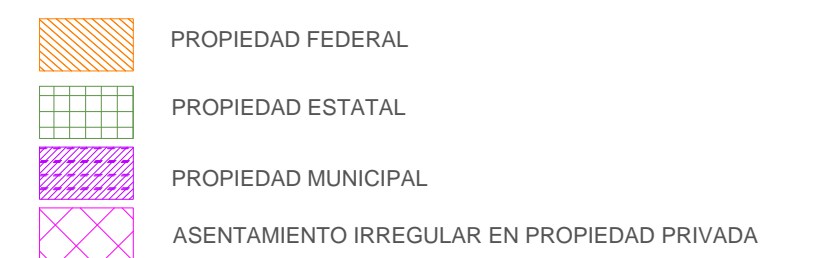 PROPIEDAD FEDERAL
PROPIEDAD ESTATAL
PROPIEDAD MUNICIPAL
ASENTAMIENTO IRREGULAR EN PROPIEDAD PRIVADA